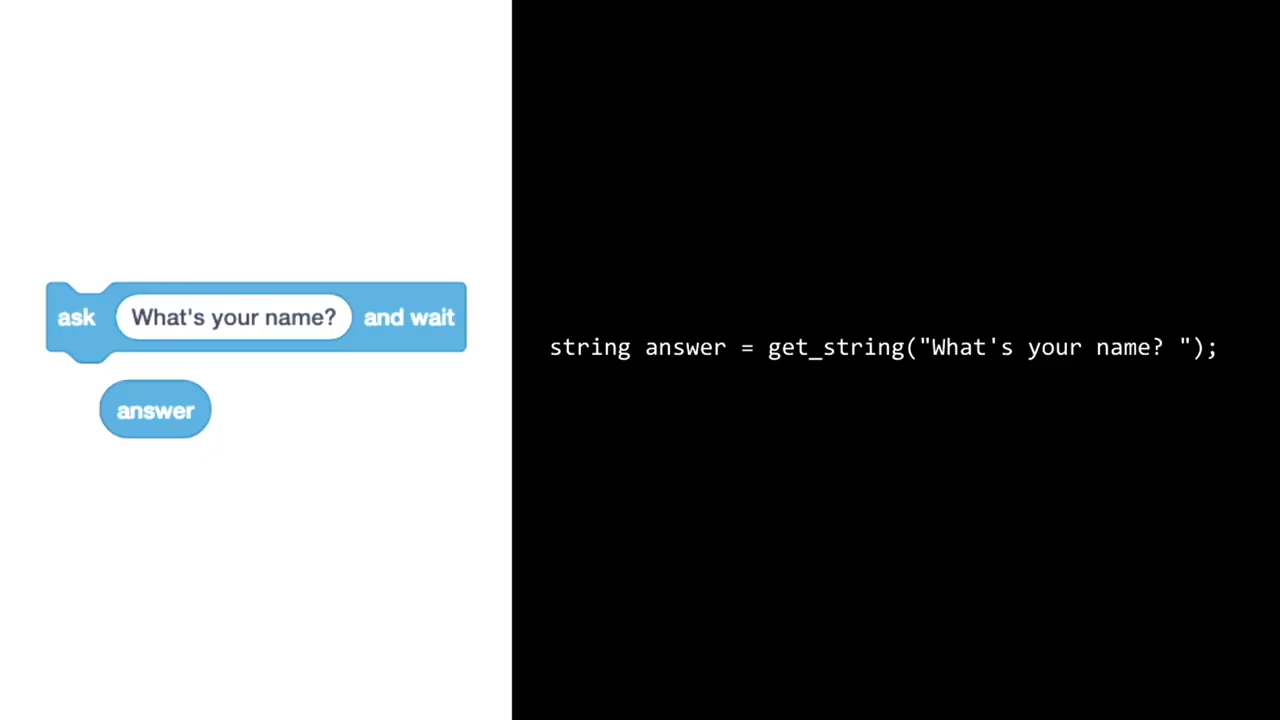 ask What's your name? and wait
answer
string answer = get_string("What's your name? ");